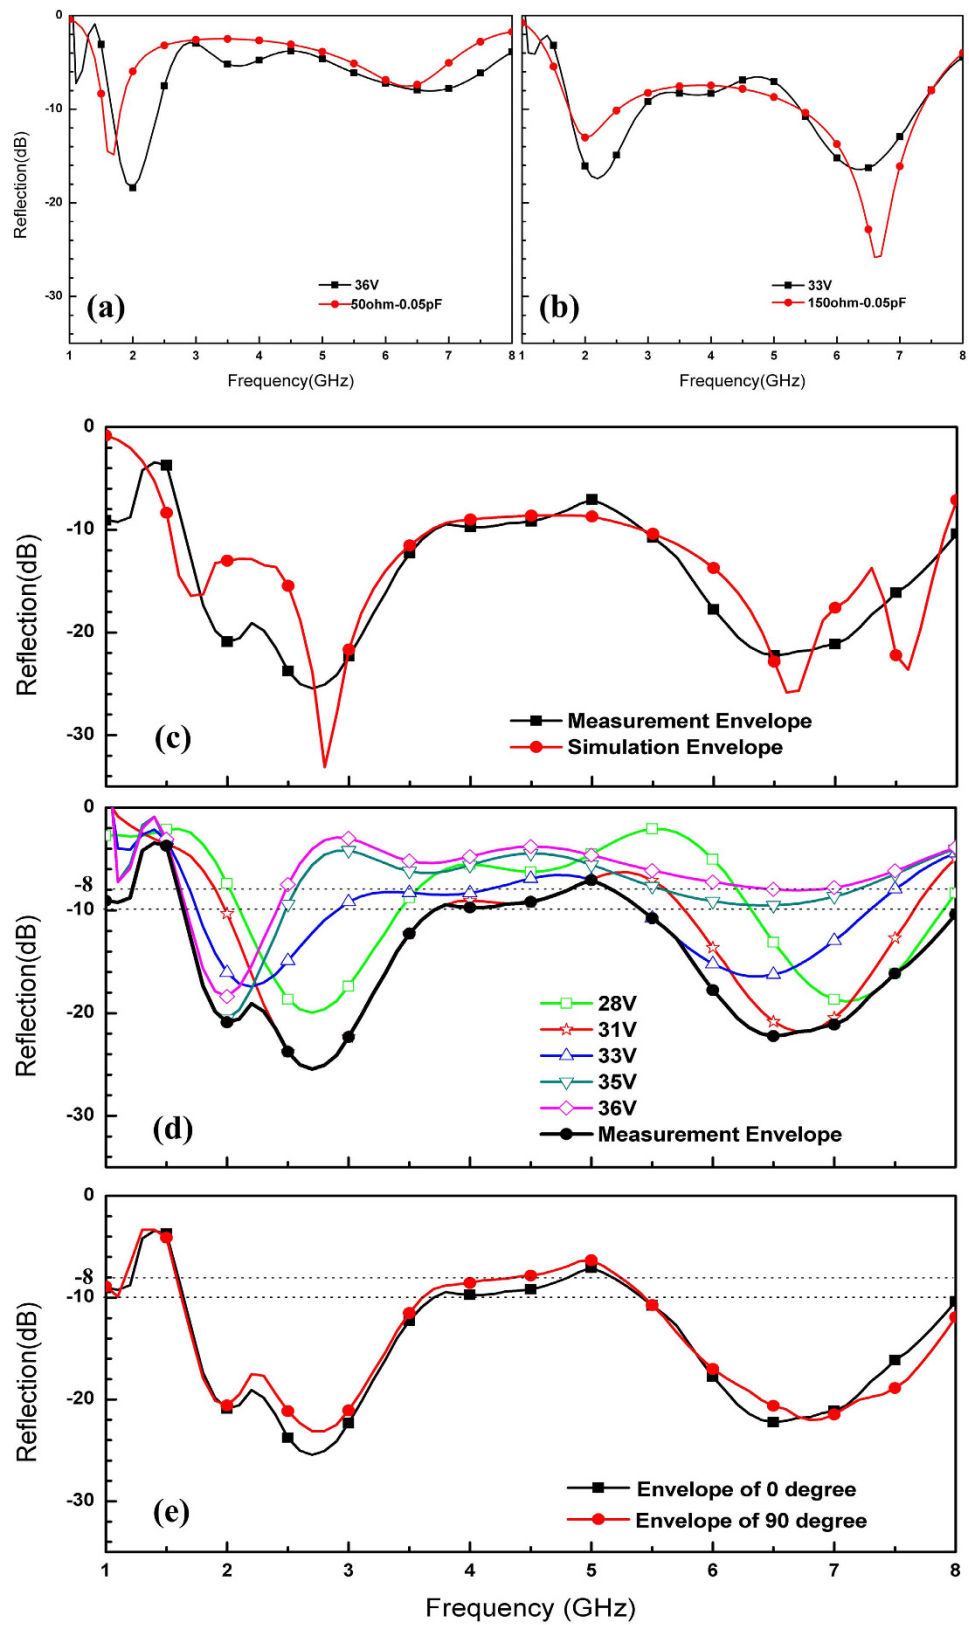 0
-10
-20
-30
Reflection(dB)
(a)
36V
50ohm-0.05pF
1 2 3 4 5 6 7 8
Frequency(GHz)
(b)
33V
150ohm-0.05pF
1 2 3 4 5 6 7 8
Frequency(GHz)
0
-10
-20
-30
Reflection(dB)
(c)
Measurement Envelope
Simulation Envelope
0
-8
-10
-20
-30
Reflection(dB)
(d)
28V
31V
33V
35V
36V
Measurement Envelope
0
-8
-10
-20
-30
Reflection(dB)
(e)
Envelope of 0 degree
Envelope of 90 degree
1 2 3 4 5 6 7 8
Frequency (GHz)